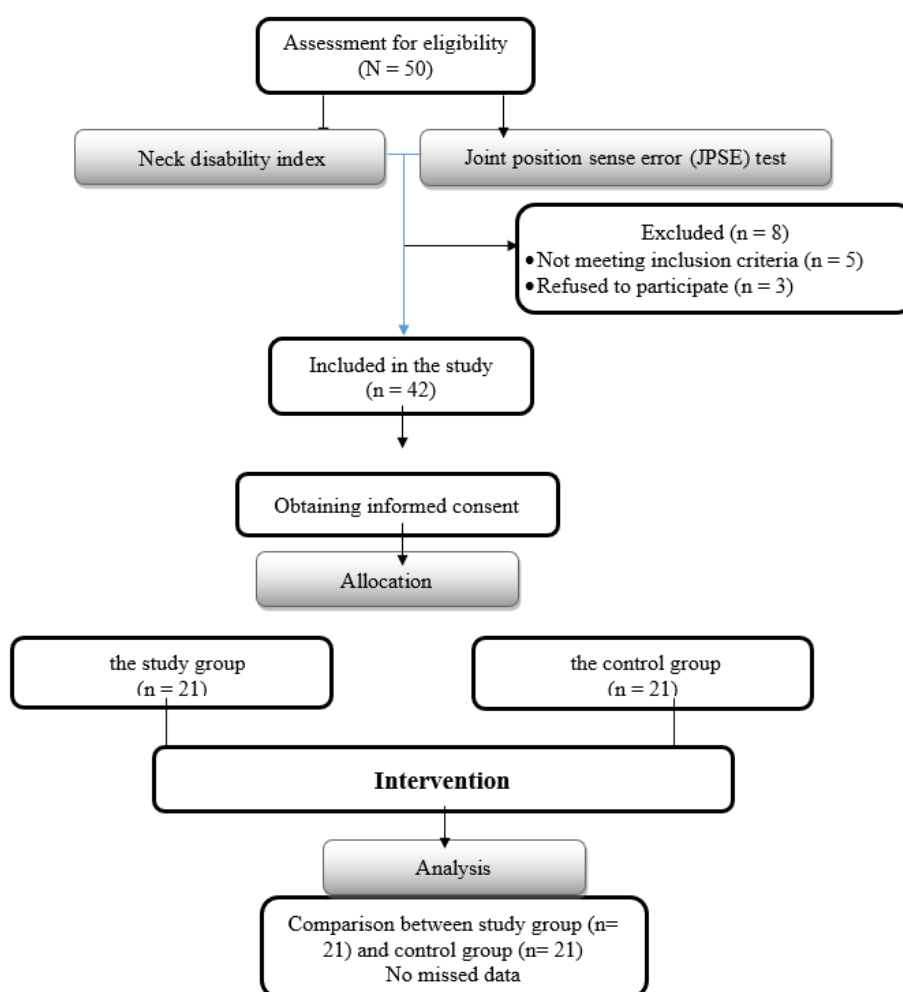 Assessment for eligibility
(N = 50)
Neck disability index
Joint position sense error (JPSE) test
Excluded (n = 8)
•Not meeting inclusion criteria (n = 5)
•Refused to participate (n = 3)
Included in the study
(n = 42)
Obtaining informed consent
Allocation
the study group
(n = 21)
the control group
(n = 21)
Intervention
Analysis
Comparison between study group (n=
21) and control group (n= 21)
No missed data